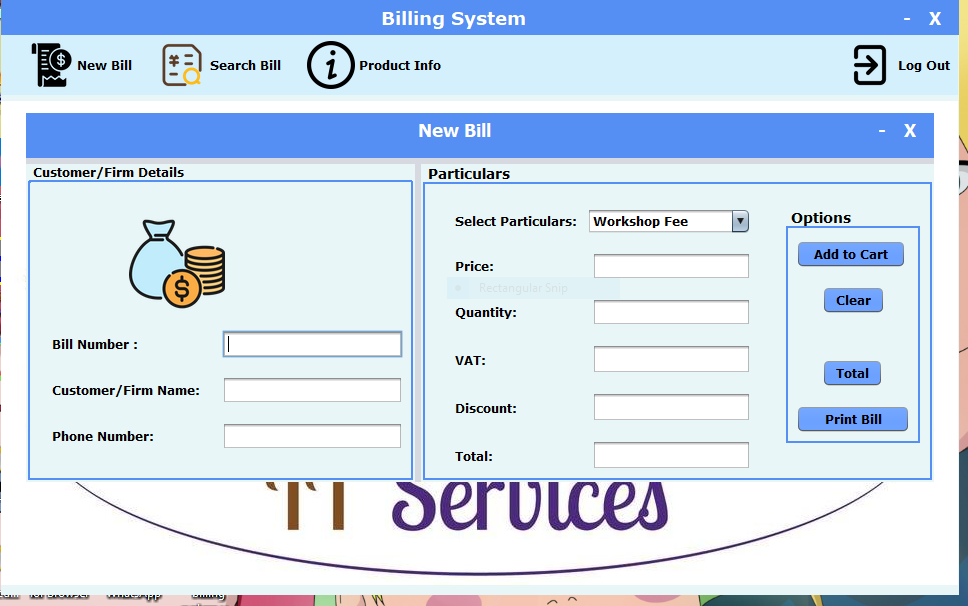 Billing System
- X
New Bill
Search Bill
Product Info
Log Out
New Bill
- X
Customer/Firm Details
Particulars
Select Particulars:
Workshop Fee
Options
Price:
Add to Cart
Rectangular Snip
Quantity:
Clear
Bill Number :
VAT:
Customer/Firm Name:
Total
Discount:
Print Bill
Phone Number:
Total:
Services
WhatsApp
Billing